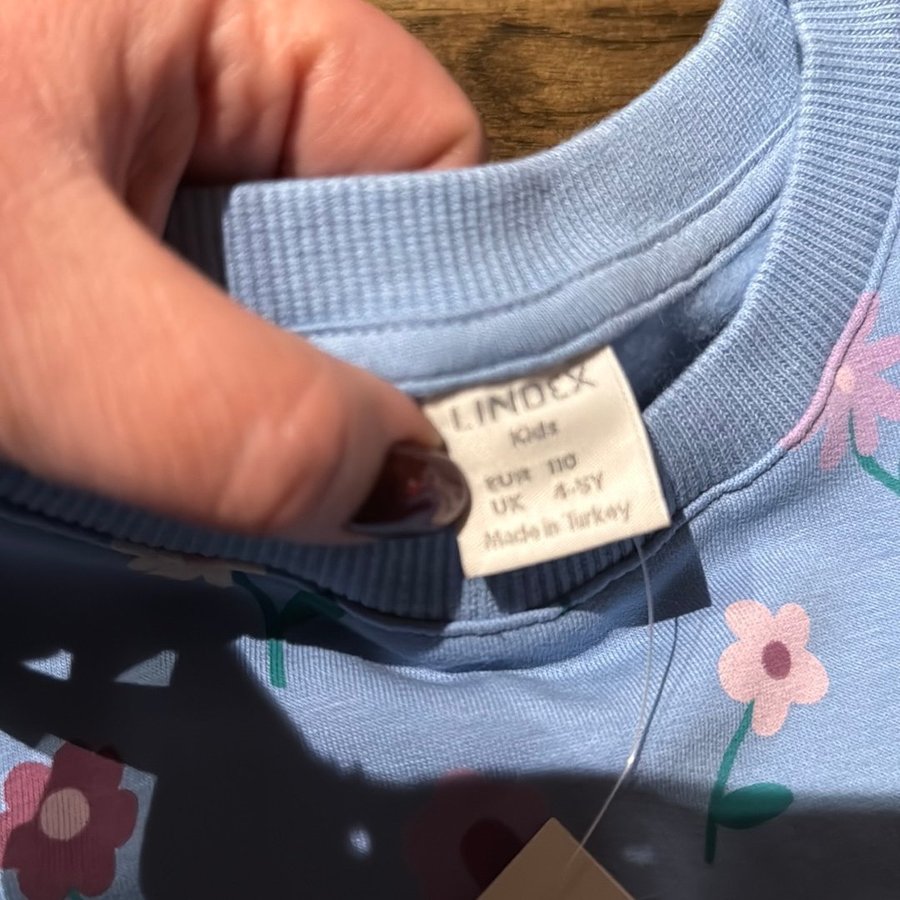 LINDEX
Kids
EUR 110
UK 4-5Y
Made in Turkey